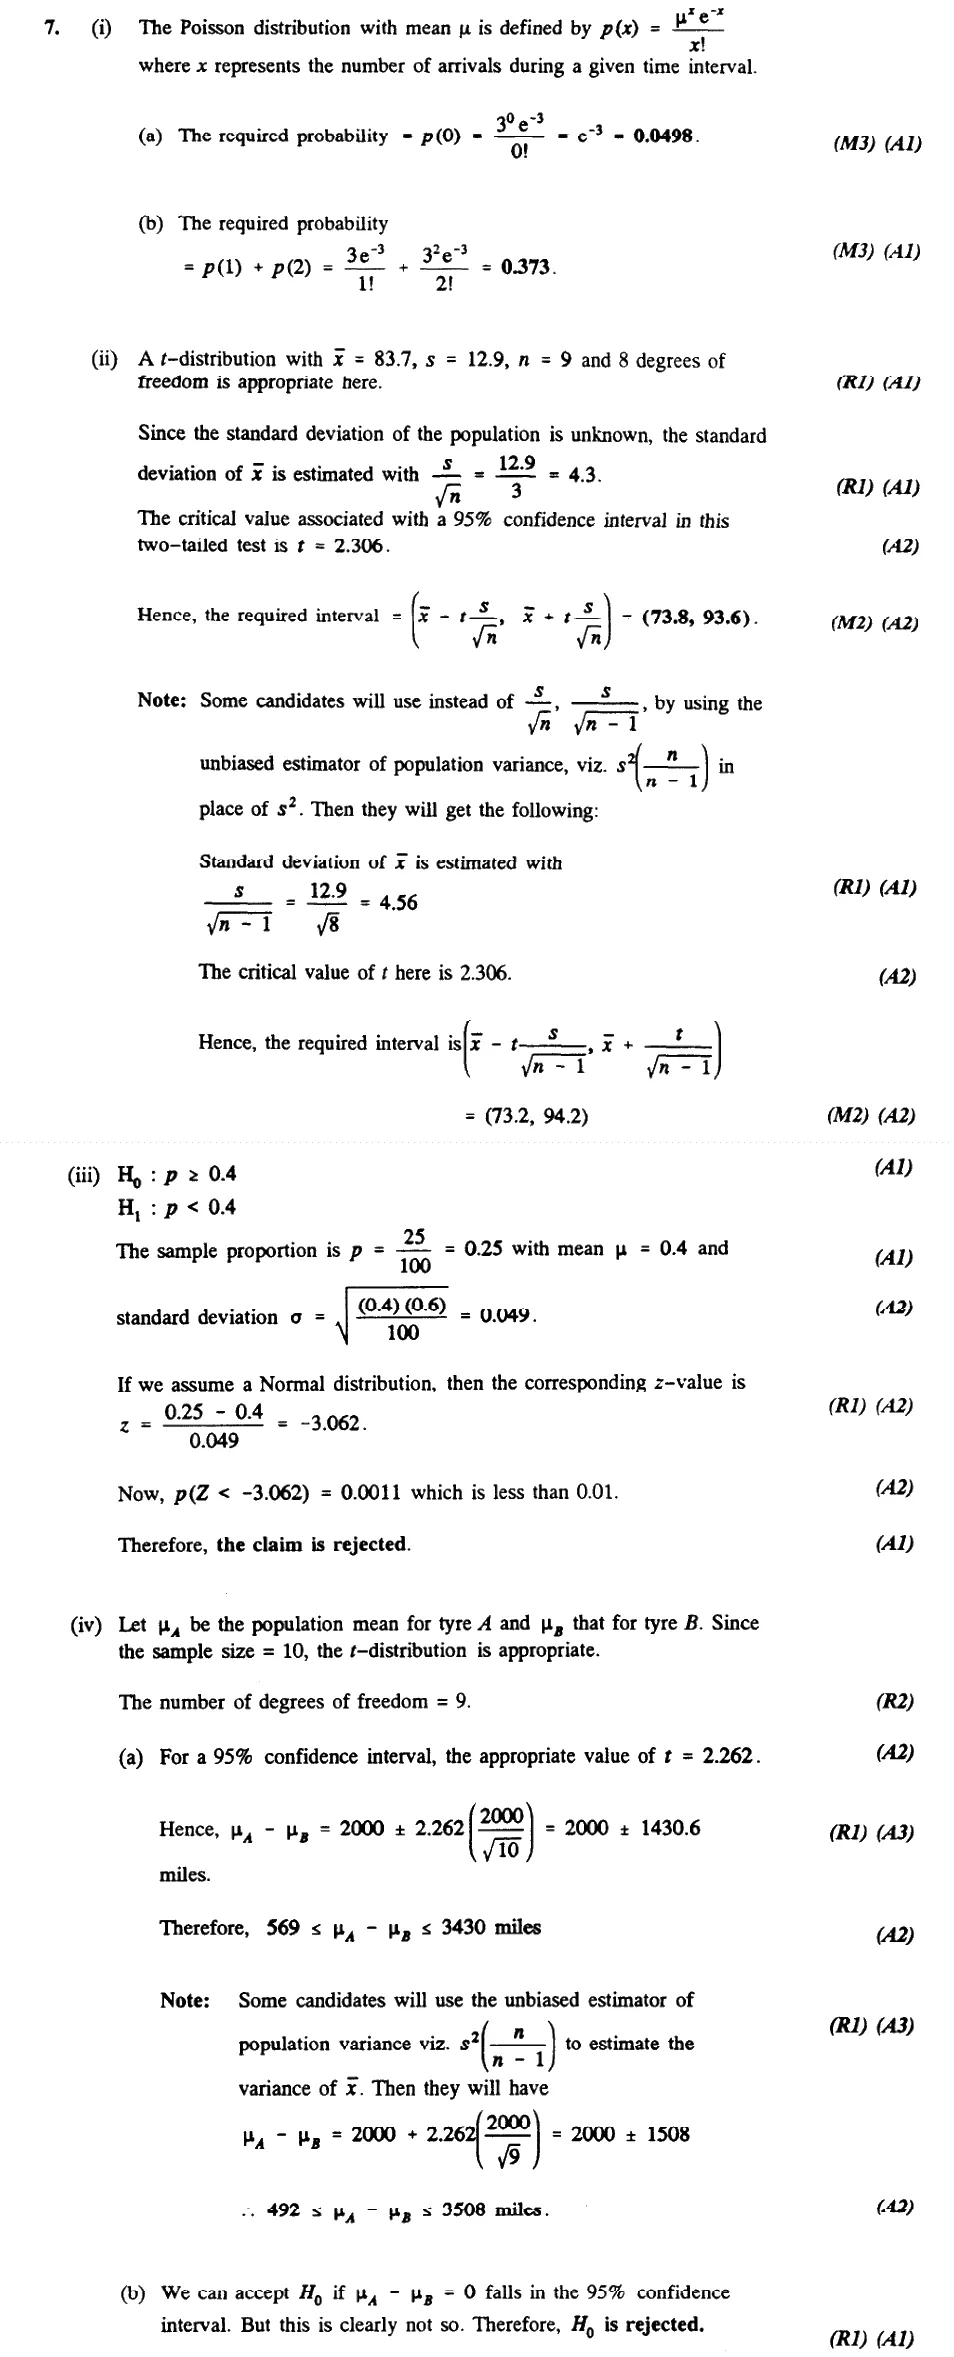 7. (i) The Poisson distribution with mean μ is defined by p(x) = μˣ e⁻ˣ / x!
where x represents the number of arrivals during a given time interval.
(a) The required probability = p(0) = 3⁰ e⁻³ / 0! = e⁻³ = 0.0498. (M3) (A1)
(b) The required probability
= p(1) + p(2) = 3e⁻³ / 1! + 3²e⁻³ / 2! = 0.373. (M3) (A1)
(ii) A t-distribution with x̄ = 83.7, s = 12.9, n = 9 and 8 degrees of
freedom is appropriate here. (R1) (A1)
Since the standard deviation of the population is unknown, the standard
deviation of x̄ is estimated with s / √n = 12.9 / 3 = 4.3. (R1) (A1)
The critical value associated with a 95% confidence interval in this
two-tailed test is t = 2.306. (A2)
Hence, the required interval = (x̄ - t s/√n, x̄ + t s/√n) = (73.8, 93.6). (M2) (A2)
Note: Some candidates will use instead of s/√n, s/√(n - 1), by using the
unbiased estimator of population variance, viz. s²(n / (n - 1)) in
place of s². Then they will get the following:
Standard deviation of x̄ is estimated with
s / √(n - 1) = 12.9 / √8 = 4.56 (R1) (A1)
The critical value of t here is 2.306. (A2)
Hence, the required interval is (x̄ - t s/√(n - 1), x̄ + t/√(n - 1))
= (73.2, 94.2) (M2) (A2)
(iii) H₀ : p ≥ 0.4 (A1)
H₁ : p < 0.4
The sample proportion is p = 25 / 100 = 0.25 with mean μ = 0.4 and (A1)
standard deviation σ = √((0.4) (0.6) / 100) = 0.049. (A2)
If we assume a Normal distribution, then the corresponding z-value is
z = (0.25 - 0.4) / 0.049 = -3.062. (R1) (A2)
Now, p(Z < -3.062) = 0.0011 which is less than 0.01. (A2)
Therefore, the claim is rejected. (A1)
(iv) Let μ_A be the population mean for tyre A and μ_B that for tyre B. Since
the sample size = 10, the t-distribution is appropriate.
The number of degrees of freedom = 9. (R2)
(a) For a 95% confidence interval, the appropriate value of t = 2.262. (A2)
Hence, μ_A - μ_B = 2000 ± 2.262(2000 / √10) = 2000 ± 1430.6 (R1) (A3)
miles.
Therefore, 569 ≤ μ_A - μ_B ≤ 3430 miles (A2)
Note: Some candidates will use the unbiased estimator of
population variance viz. s²(n / (n - 1)) to estimate the (R1) (A3)
variance of x̄. Then they will have
μ_A - μ_B = 2000 + 2.262(2000 / √9) = 2000 ± 1508
∴ 492 ≤ μ_A - μ_B ≤ 3508 miles. (A2)
(b) We can accept H₀ if μ_A - μ_B = 0 falls in the 95% confidence
interval. But this is clearly not so. Therefore, H₀ is rejected. (R1) (A1)